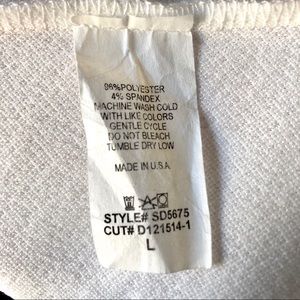 96%POLYESTER
4% SPANDEX
MACHINE WASH COLD
WITH LIKE COLORS
GENTLE CYCLE
DO NOT BLEACH
TUMBLE DRY LOW
MADE IN U.S.A
STYLE# SD5675
CUT# D121514-1
L